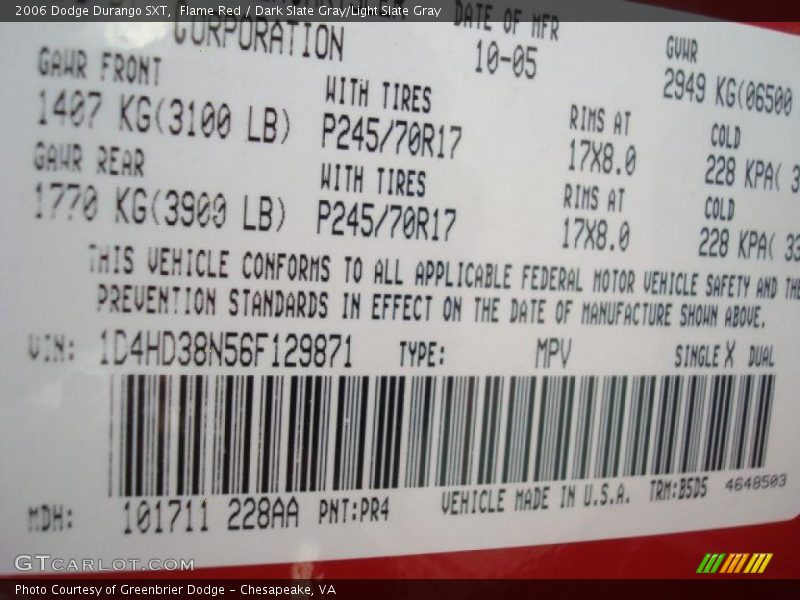 2006 Dodge Durango SXT, Flame Red / Dark Slate Gray/Light Slate Gray
CORPORATION
DATE OF MFR
10-05
GVWR
2949 KG(06500
GAWR FRONT
1407 KG(3100 LB)
WITH TIRES
P245/70R17
RIMS AT
17X8.0
COLD
228 KPA( 3
GAWR REAR
1770 KG(3900 LB)
WITH TIRES
P245/70R17
RIMS AT
17X8.0
COLD
228 KPA( 33
THIS VEHICLE CONFORMS TO ALL APPLICABLE FEDERAL MOTOR VEHICLE SAFETY AND THE
PREVENTION STANDARDS IN EFFECT ON THE DATE OF MANUFACTURE SHOWN ABOVE.
VIN: 1D4HD38N56F129871 TYPE: MPV SINGLE X DUAL
MDH: 101711 228AA PNT:PR4 VEHICLE MADE IN U.S.A. TRM:B5D5 4648503
GTCARLOT.COM
Photo Courtesy of Greenbrier Dodge - Chesapeake, VA